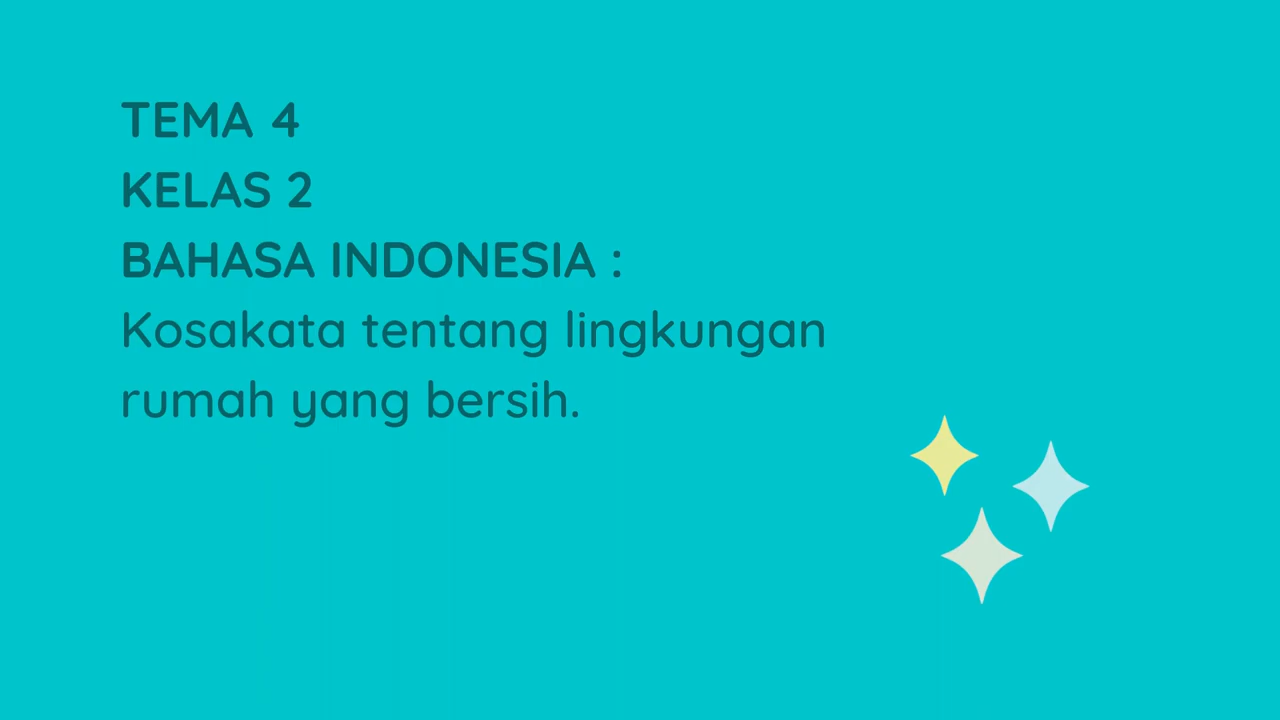 TEMA 4
KELAS 2
BAHASA INDONESIA :
Kosakata tentang lingkungan
rumah yang bersih.